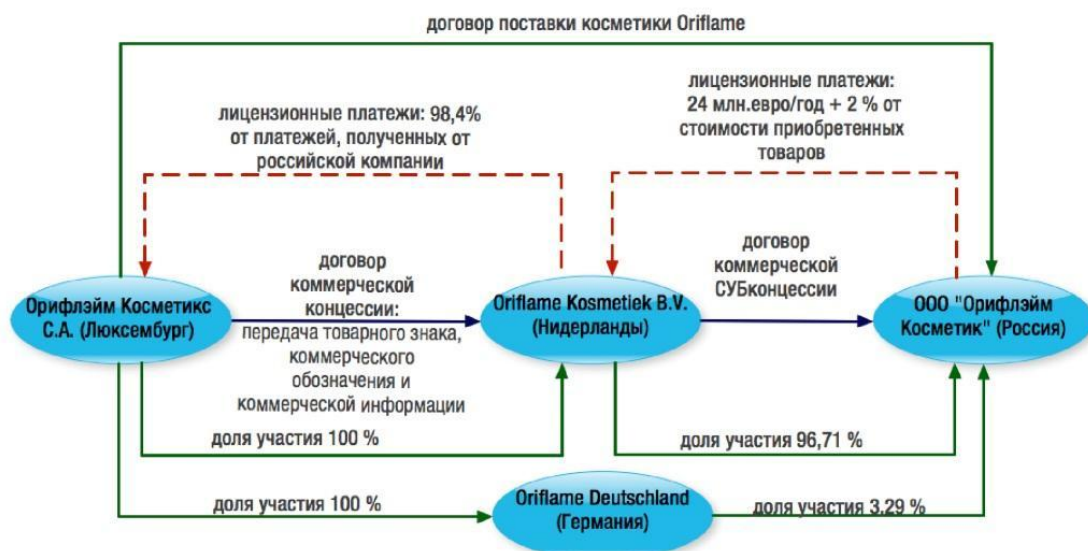 договор поставки косметики Oriflame
лицензионные платежи: 98,4%
от платежей, полученных от
российской компании
лицензионные платежи:
24 млн.евро/год + 2 % от
стоимости приобретенных
товаров
Орифлэйм Косметикс
С.А. (Люксембург)
договор
коммерческой
концессии:
передача товарного знака,
коммерческого
обозначения и
коммерческой информации
Oriflame Kosmetiek B.V.
(Нидерланды)
договор
коммерческой
СУБконцессии
ООО "Орифлэйм
Косметик" (Россия)
доля участия 100 %
доля участия 96,71 %
доля участия 100 %
Oriflame Deutschland
(Германия)
доля участия 3.29 %